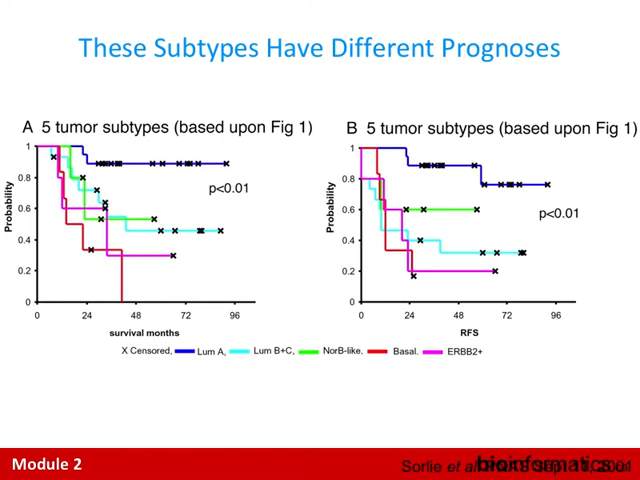 These Subtypes Have Different Prognoses
A 5 tumor subtypes (based upon Fig 1)
B 5 tumor subtypes (based upon Fig 1)
Probability
1
0.8
0.6
0.4
0.2
0
p<0.01
0 24 48 72 96
survival months
Probability
1
0.8
0.6
0.4
0.2
0
p<0.01
0 24 48 72 96
RFS
X Censored, Lum A, Lum B+C, NorB-like, Basal. ERBB2+
Module 2
Sorlie et al PNAS Sept 11, 2001
bioinformatics.ca